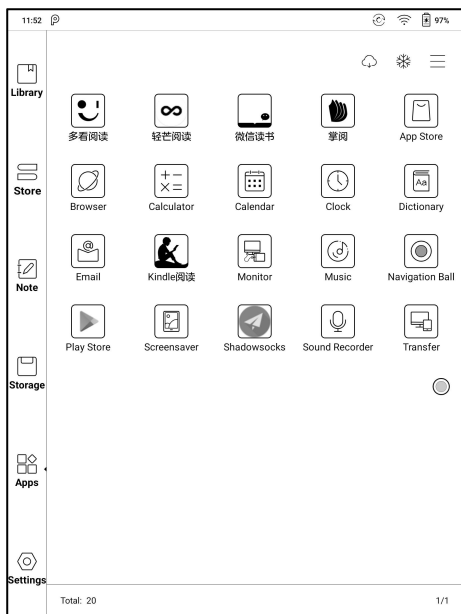 11:52 97%
Library
多看阅读 轻芒阅读 微信读书 掌阅 App Store
Store
Browser Calculator Calendar Clock Dictionary
Aa
Note
Email Kindle阅读 Monitor Music Navigation Ball
Play Store Screensaver Shadowsocks Sound Recorder Transfer
Storage
Apps
Settings
Total: 20 1/1